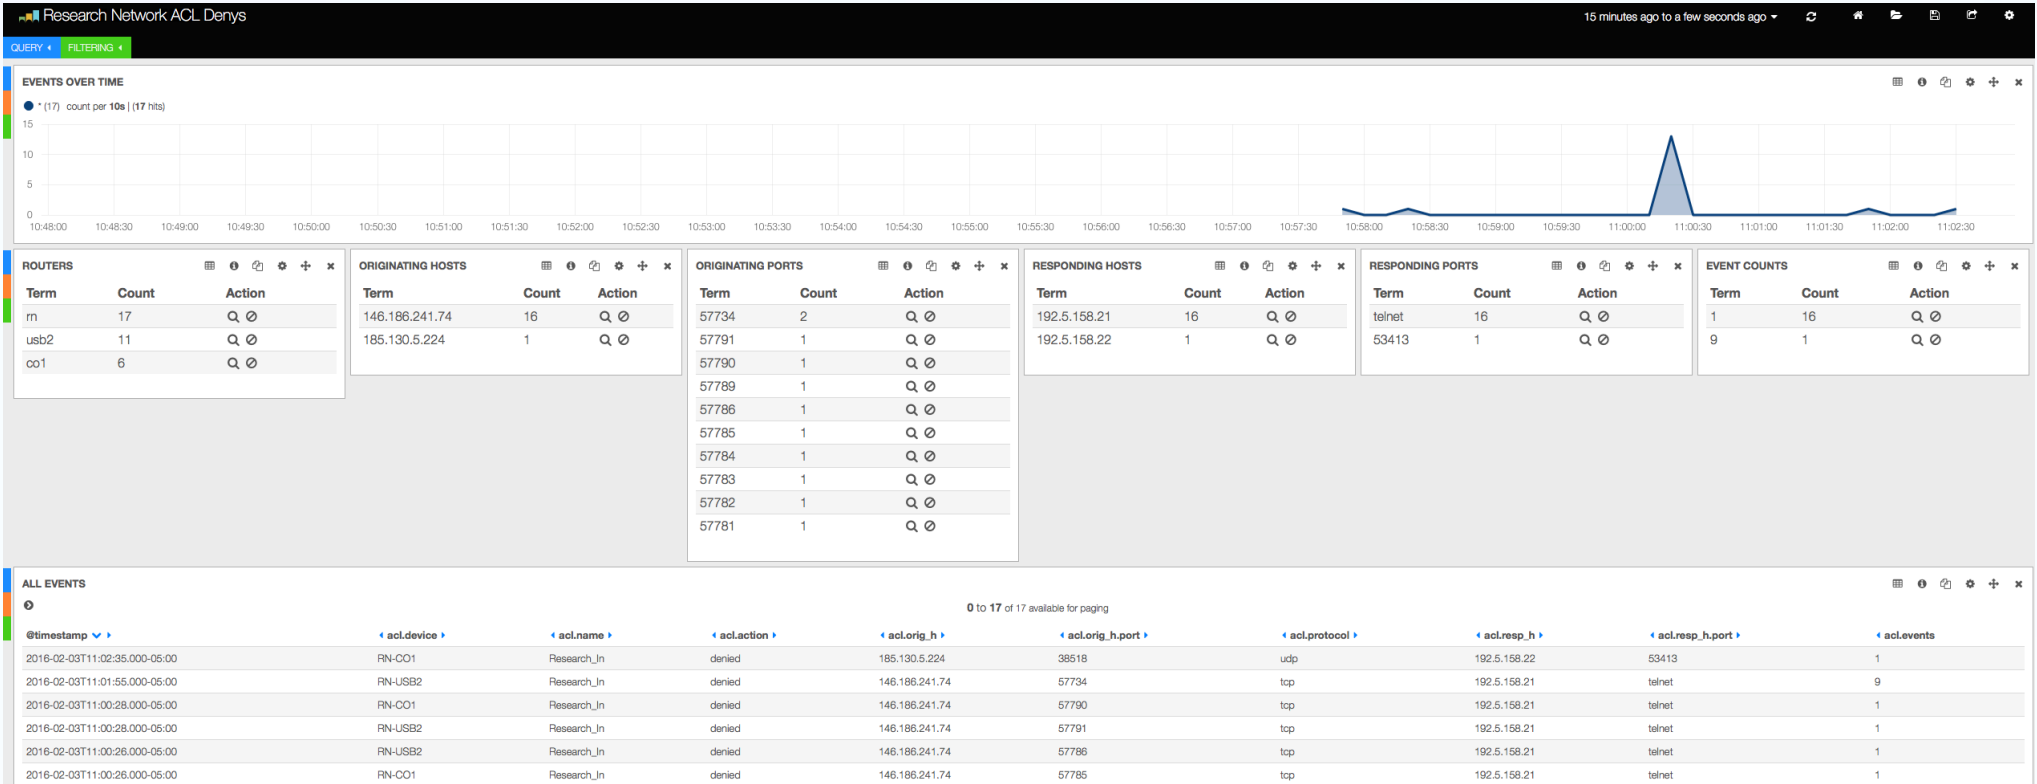 Research Network ACL Denys
15 minutes ago to a few seconds ago
QUERY FILTERING
EVENTS OVER TIME
* (17) count per 10s | (17 hits)
15
10
5
0
10:48:00 10:48:30 10:49:00 10:49:30 10:50:00 10:50:30 10:51:00 10:51:30 10:52:00 10:52:30 10:53:00 10:53:30 10:54:00 10:54:30 10:55:00 10:55:30 10:56:00 10:56:30 10:57:00 10:57:30 10:58:00 10:58:30 10:59:00 10:59:30 11:00:00 11:00:30 11:01:00 11:01:30 11:02:00 11:02:30
ROUTERS
Term Count Action
rn 17
usb2 11
co1 6
ORIGINATING HOSTS
Term Count Action
146.186.241.74 16
185.130.5.224 1
ORIGINATING PORTS
Term Count Action
57734 2
57791 1
57790 1
57789 1
57786 1
57785 1
57784 1
57783 1
57782 1
57781 1
RESPONDING HOSTS
Term Count Action
192.5.158.21 16
192.5.158.22 1
RESPONDING PORTS
Term Count Action
telnet 16
53413 1
EVENT COUNTS
Term Count Action
1 16
9 1
ALL EVENTS
0 to 17 of 17 available for paging
@timestamp acl.device acl.name acl.action acl.orig_h acl.orig_h.port acl.protocol acl.resp_h acl.resp_h.port acl.events
2016-02-03T11:02:35.000-05:00 RN-CO1 Research_In denied 185.130.5.224 38518 udp 192.5.158.22 53413 1
2016-02-03T11:01:55.000-05:00 RN-USB2 Research_In denied 146.186.241.74 57734 tcp 192.5.158.21 telnet 9
2016-02-03T11:00:28.000-05:00 RN-CO1 Research_In denied 146.186.241.74 57790 tcp 192.5.158.21 telnet 1
2016-02-03T11:00:28.000-05:00 RN-USB2 Research_In denied 146.186.241.74 57791 tcp 192.5.158.21 telnet 1
2016-02-03T11:00:26.000-05:00 RN-USB2 Research_In denied 146.186.241.74 57786 tcp 192.5.158.21 telnet 1
2016-02-03T11:00:26.000-05:00 RN-CO1 Research_In denied 146.186.241.74 57785 tcp 192.5.158.21 telnet 1